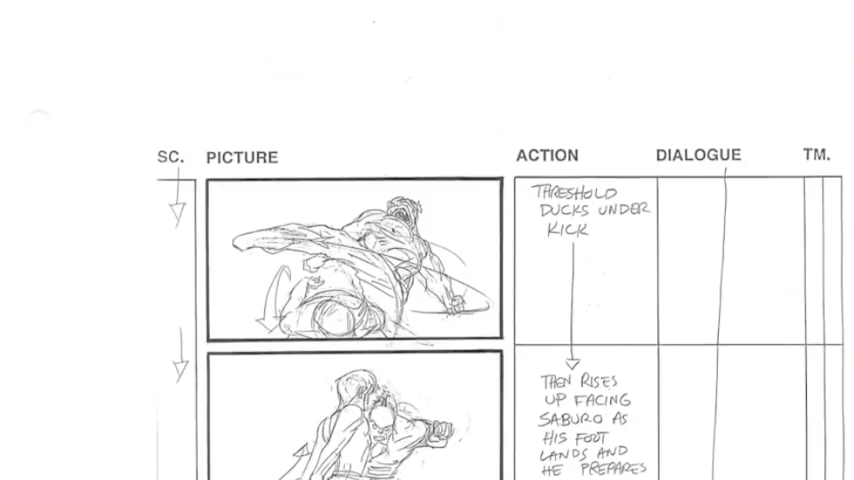 SC. PICTURE ACTION DIALOGUE TM.
THRESHOLD
DUCKS UNDER
KICK
THEN RISES
UP FACING
SABURO AS
HIS FOOT
LANDS AND
HE PREPARES